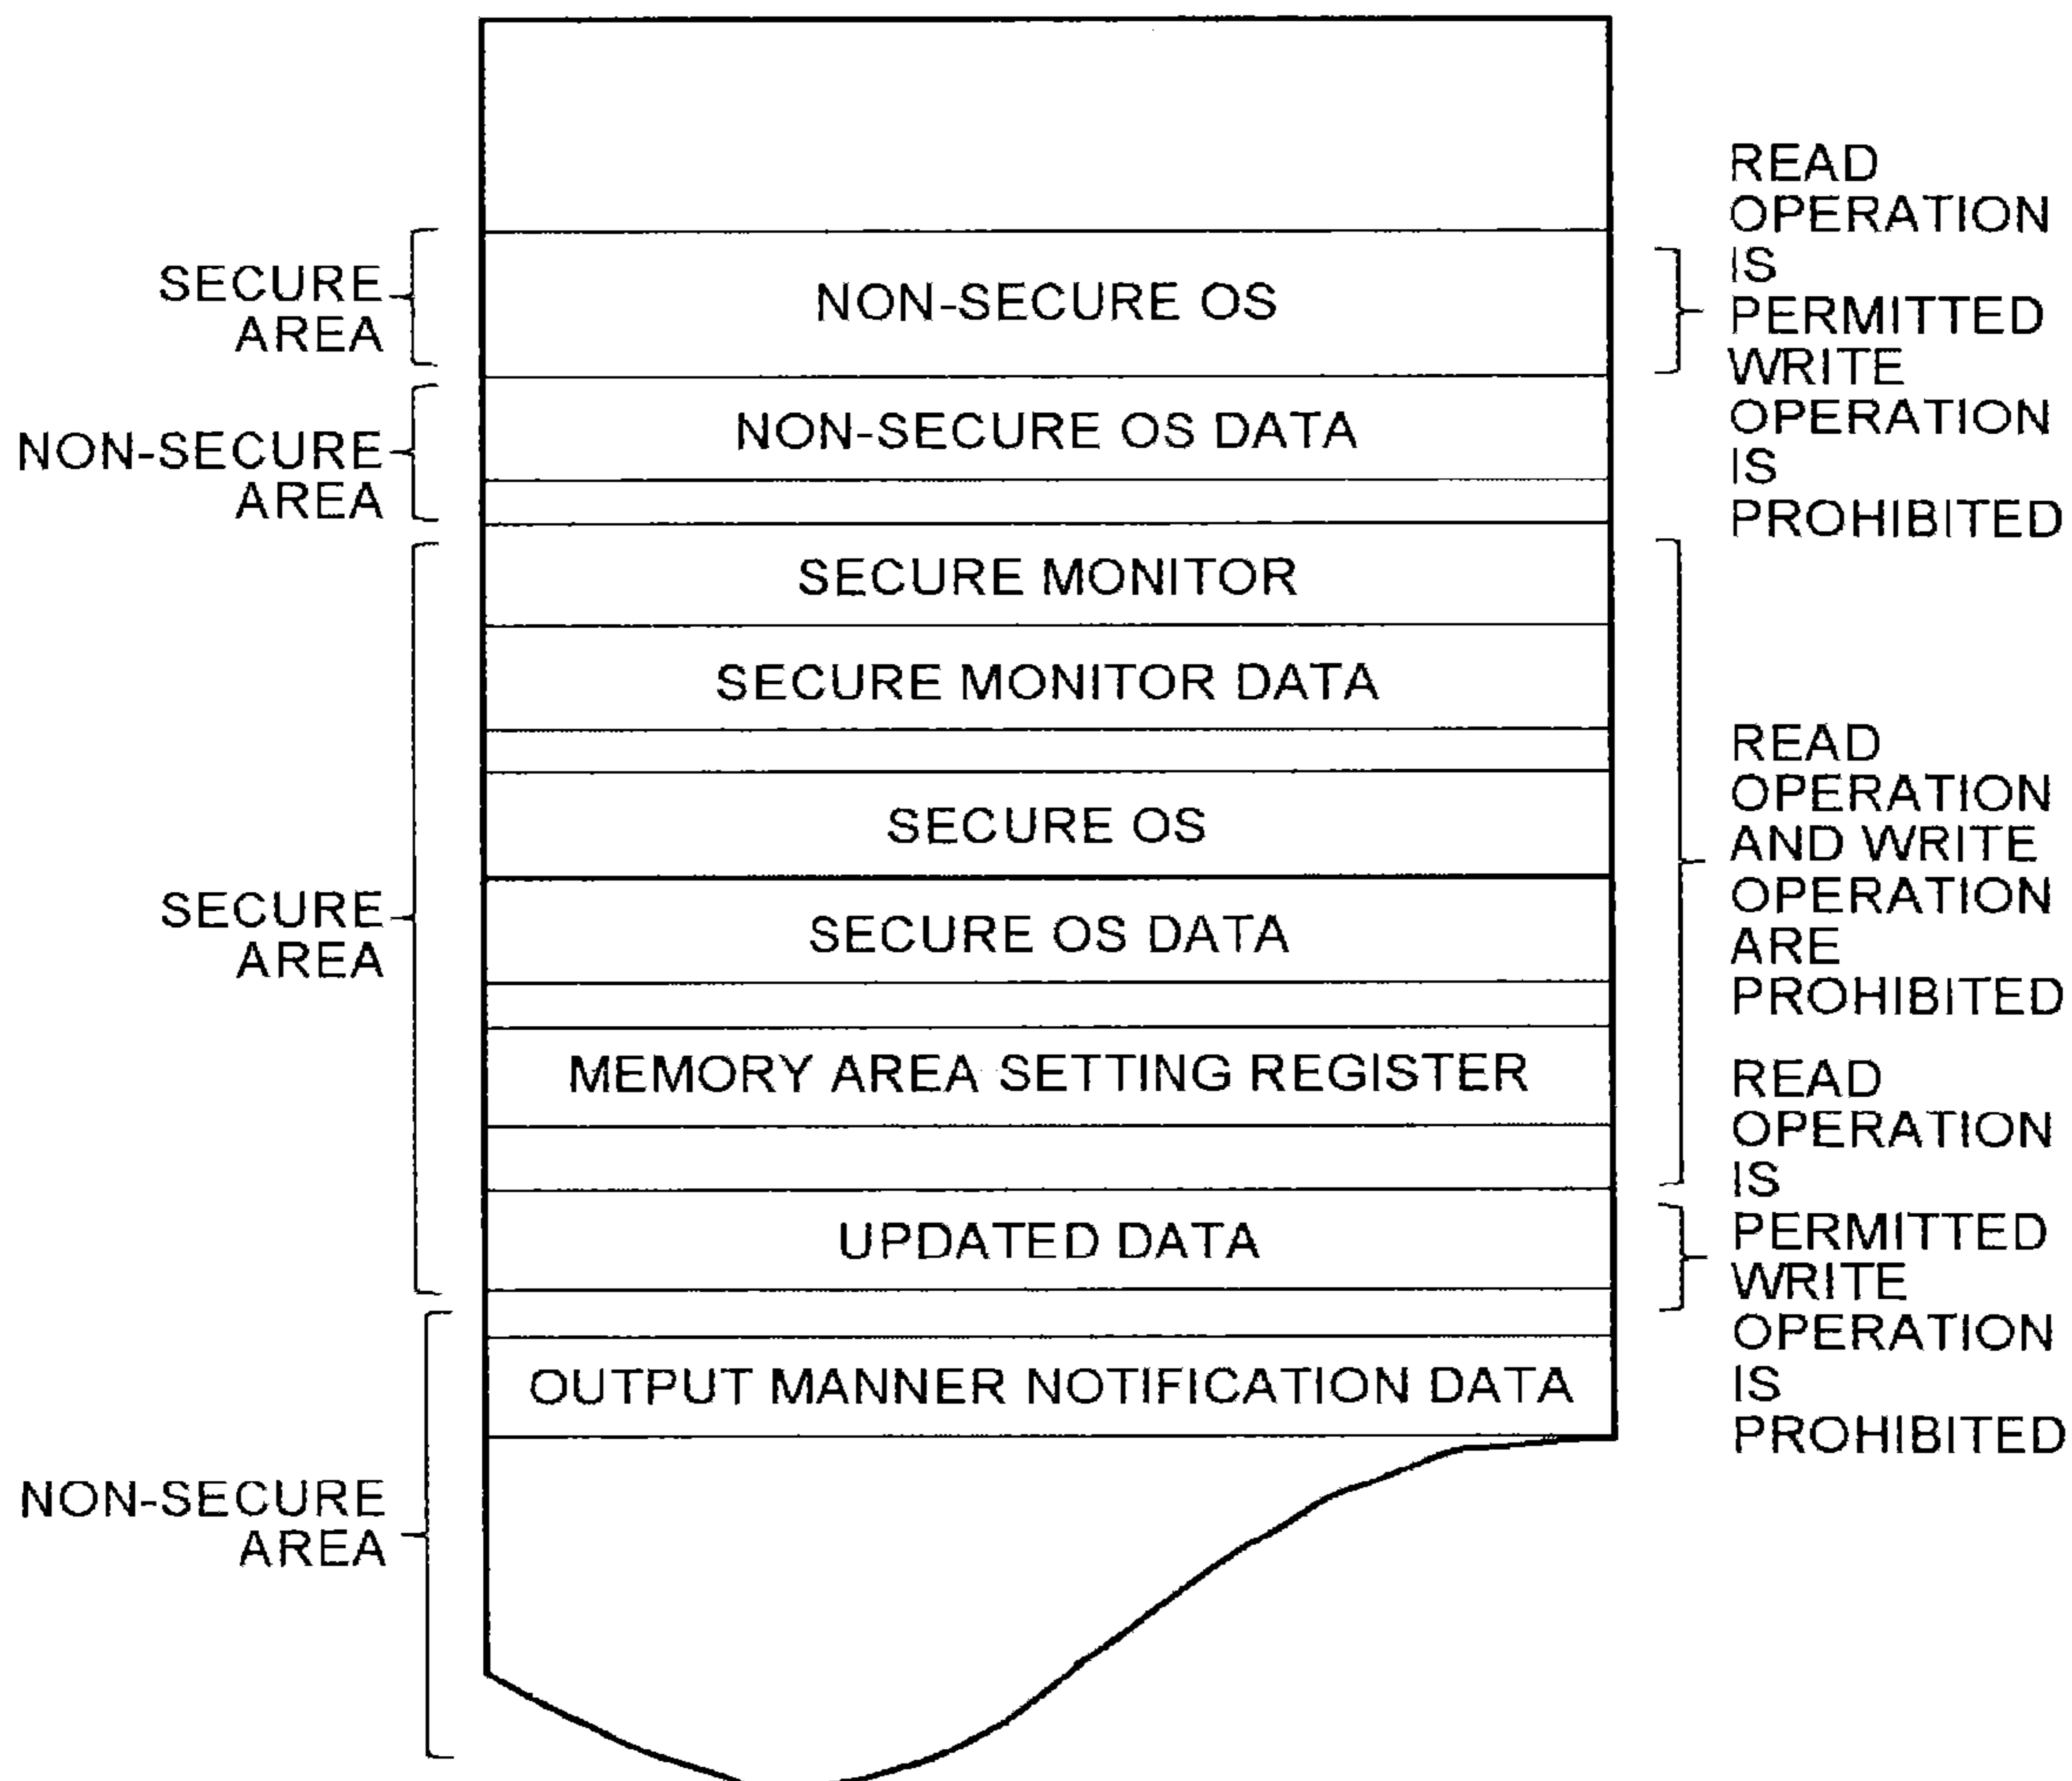 SECURE
AREA
NON-SECURE
AREA
SECURE
AREA
NON-SECURE
AREA
NON-SECURE OS
NON-SECURE OS DATA
SECURE MONITOR
SECURE MONITOR DATA
SECURE OS
SECURE OS DATA
MEMORY AREA SETTING REGISTER
UPDATED DATA
OUTPUT MANNER NOTIFICATION DATA
READ
OPERATION
IS
PERMITTED
WRITE
OPERATION
IS
PROHIBITED
READ
OPERATION
AND WRITE
OPERATION
ARE
PROHIBITED
READ
OPERATION
IS
PERMITTED
WRITE
OPERATION
IS
PROHIBITED